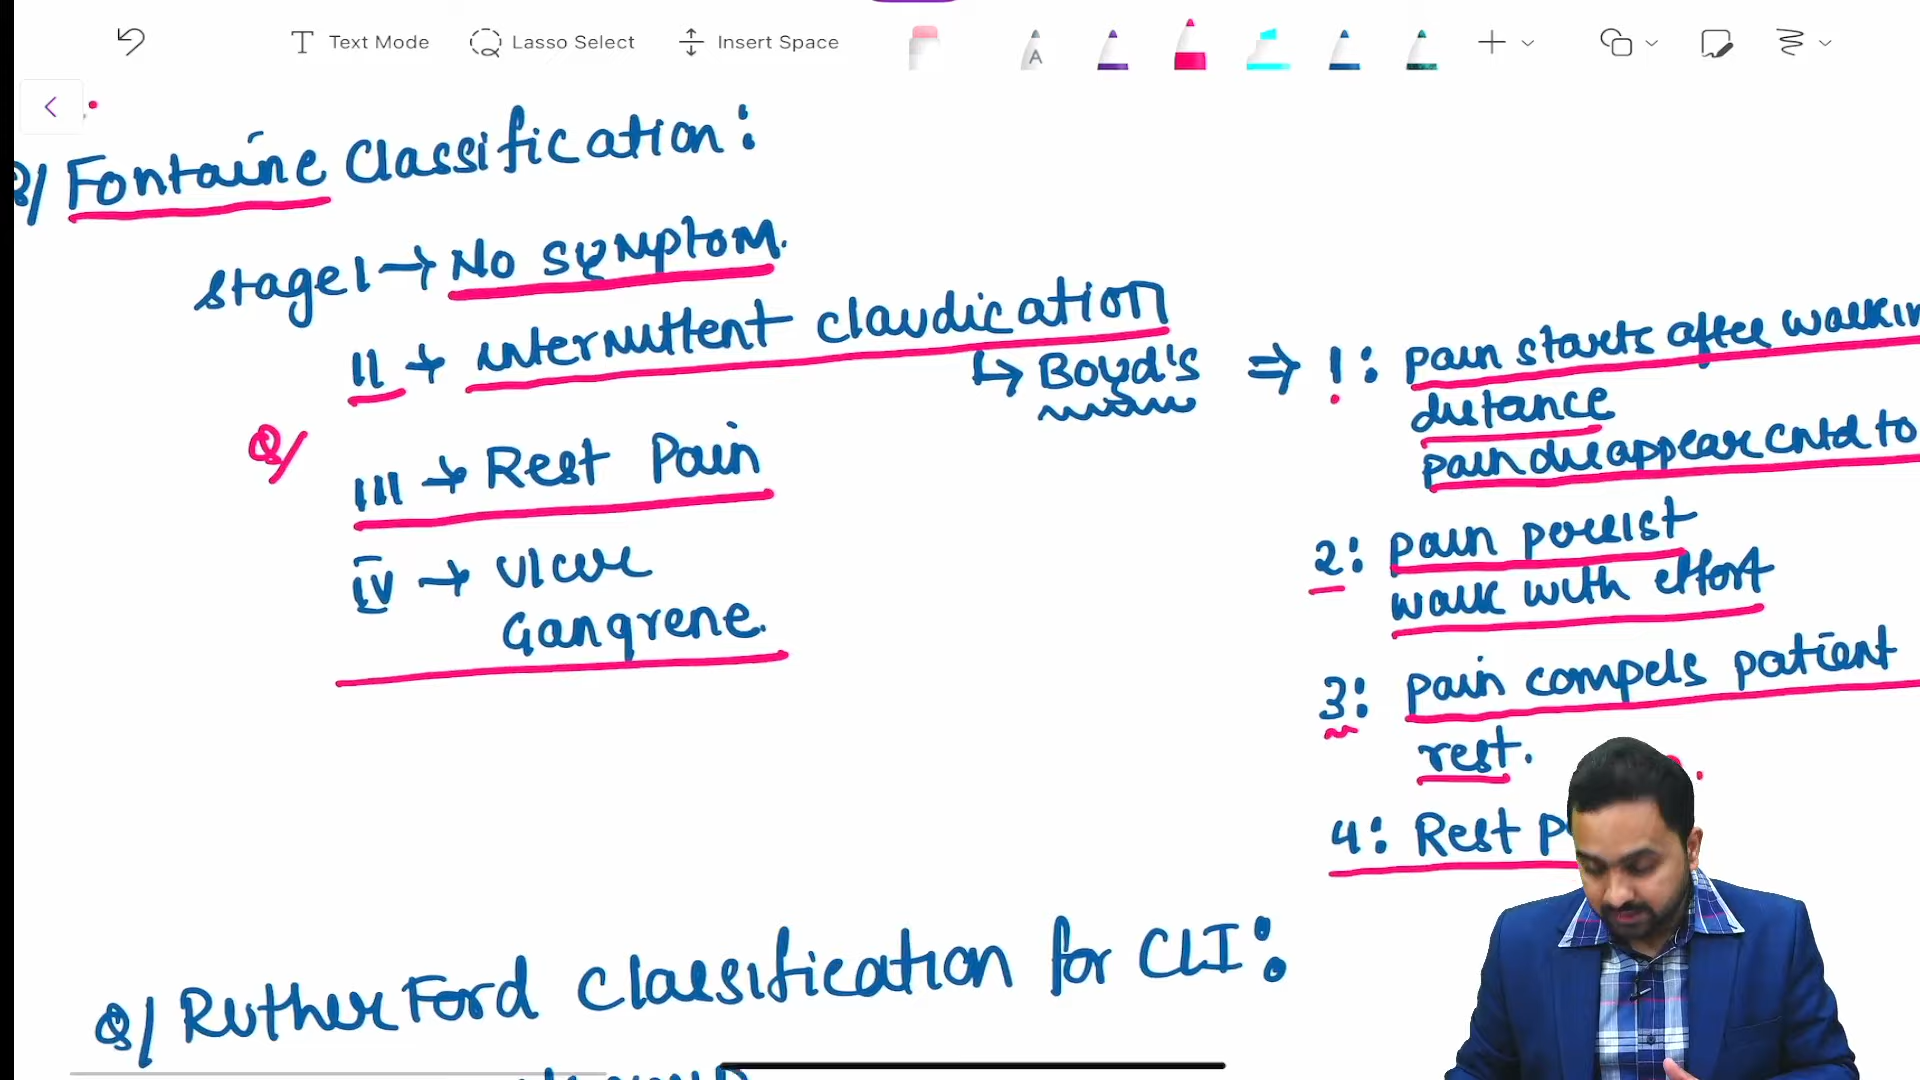 Text Mode
Lasso Select
Insert Space
A
Q/ Fontaine Classification:
Stage I → No symptom.
II → Intermittent claudication
↳ Boyd's ⇒ 1: pain starts after walkin
distance
pain disappear cntd to
Q/
III → Rest Pain
2: pain persist
walk with effort
IV → Ulcer
Gangrene.
3: pain compels patient
rest.
4: Rest P
Q/ Rutherford Classification for CLI: